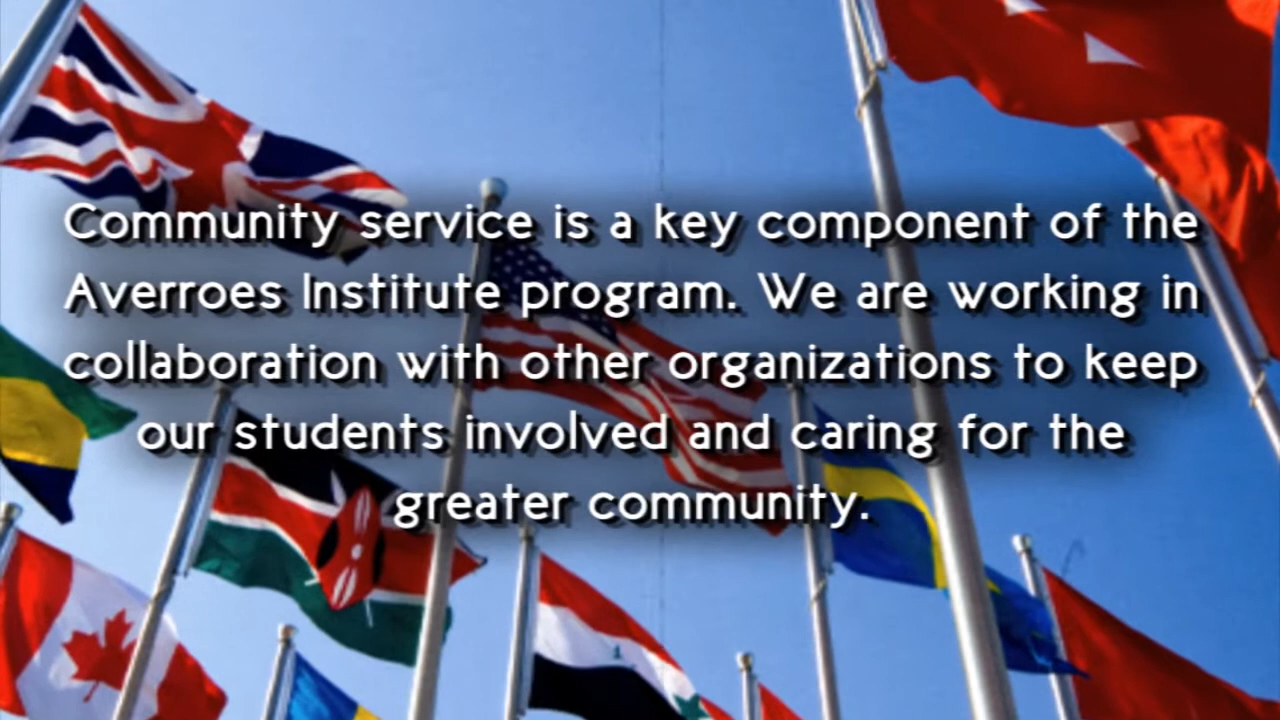 Community service is a key component of the
Averroes Institute program. We are working in
collaboration with other organizations to keep
our students involved and caring for the
greater community.